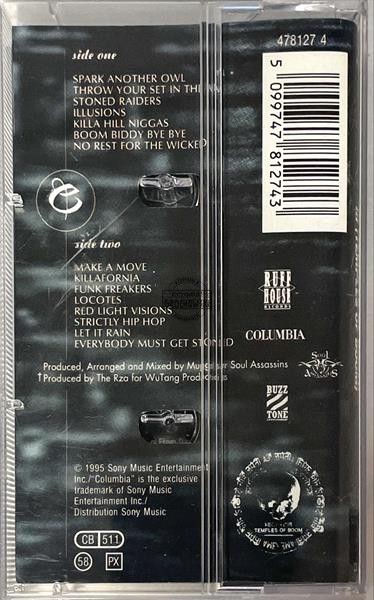 side one
SPARK ANOTHER OWL
THROW YOUR SET IN THE A
STONED RAIDERS
ILLUSIONS
KILLA HILL NIGGAS
BOOM BIDDY BYE BYE
NO REST FOR THE WICKED
side two
MAKE A MOVE
KILLAFORNIA
FUNK FREAKERS
LOCOTES
RED LIGHT VISIONS
STRICTLY HIP HOP
LET IT RAIN
EVERYBODY MUST GET STONED
Produced, Arranged and Mixed by Muggs for Soul Assassins
†Produced by The Rza for WuTang Productions
© 1995 Sony Music Entertainment
Inc./"Columbia" is the exclusive
trademark of Sony Music
Entertainment Inc./
Distribution Sony Music
CB 511
58 PX
478127 4
5 099747 812743
RUFF
HOUSE
RECORDS
COLUMBIA
Soul
Assassins
BUZZ
TONE
TEMPLES OF BOOM